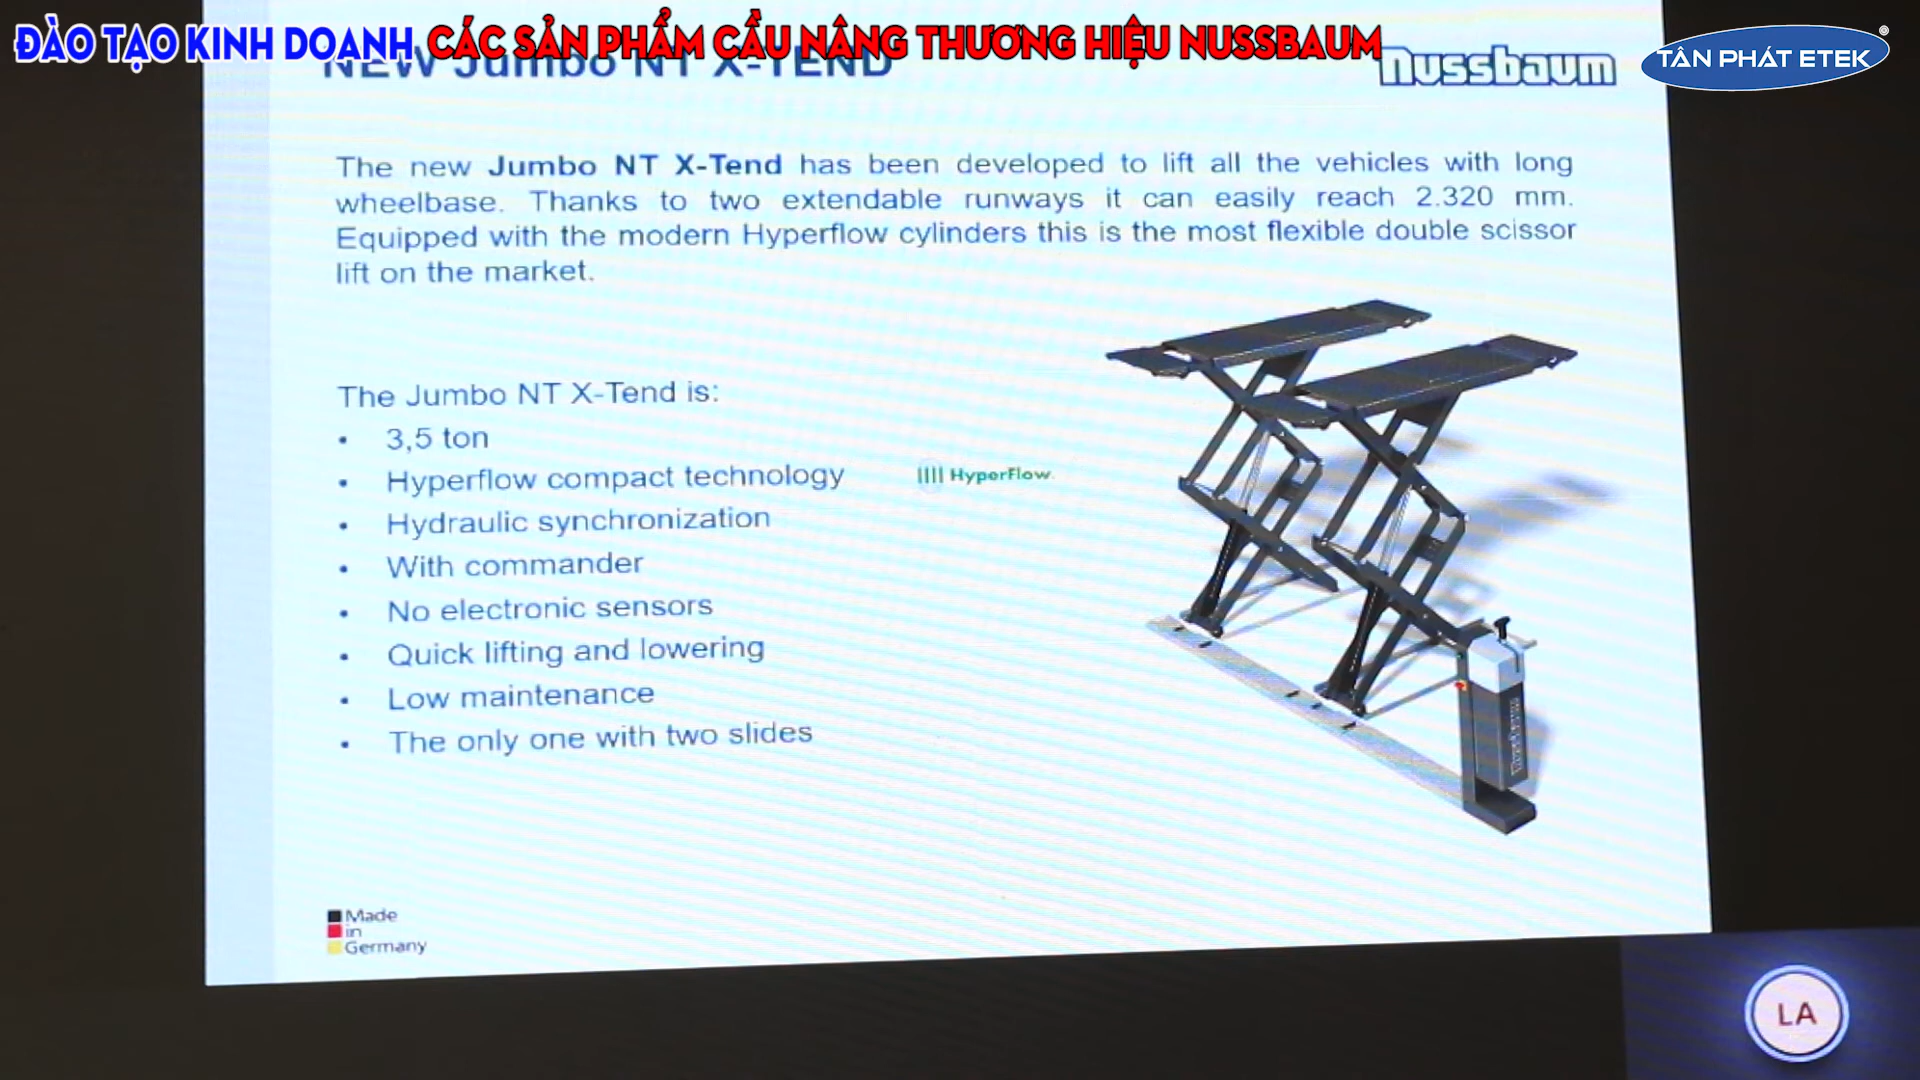 ĐÀO TẠO KINH DOANH CÁC SẢN PHẨM CẦU NÂNG THƯƠNG HIỆU NUSSBAUM
NEW Jumbo NT X-TEND
Nussbaum
TÂN PHÁT ETEK
The new Jumbo NT X-Tend has been developed to lift all the vehicles with long
wheelbase. Thanks to two extendable runways it can easily reach 2.320 mm.
Equipped with the modern Hyperflow cylinders this is the most flexible double scissor
lift on the market.
The Jumbo NT X-Tend is:
• 3,5 ton
• Hyperflow compact technology
HyperFlow
• Hydraulic synchronization
• With commander
• No electronic sensors
• Quick lifting and lowering
• Low maintenance
• The only one with two slides
Nussbaum
Made
in
Germany
LA